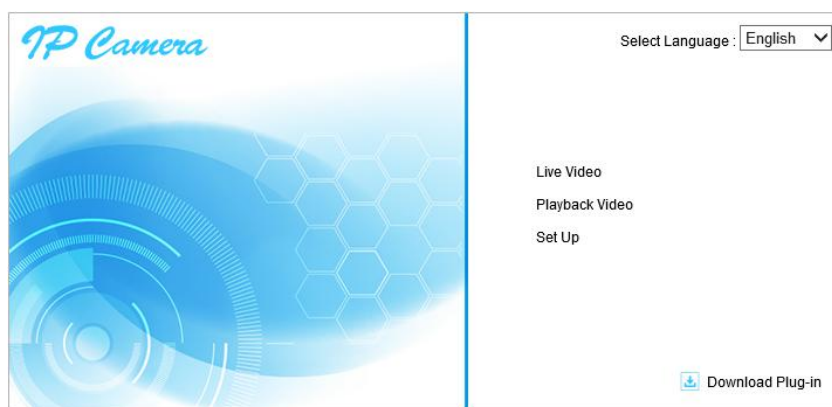 IP Camera
Select Language : English
Live Video
Playback Video
Set Up
Download Plug-in